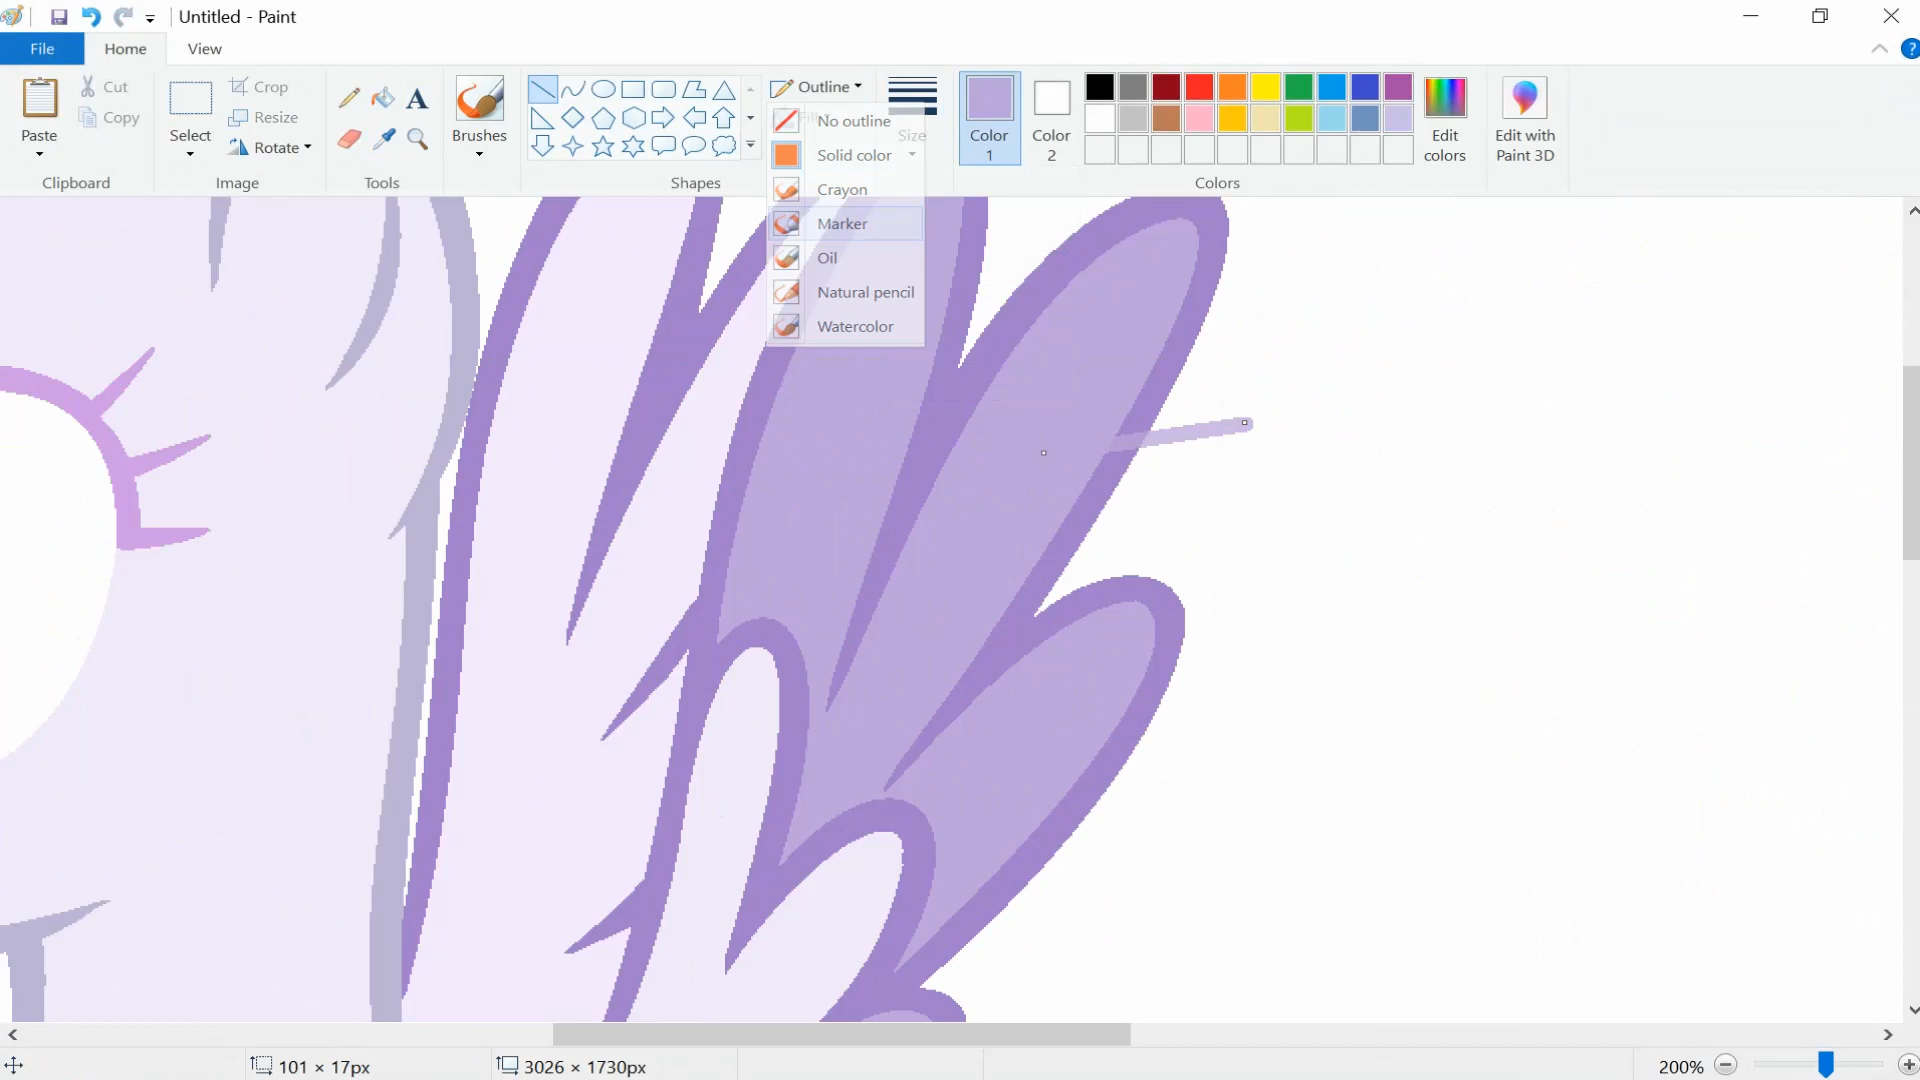 Untitled - Paint
File
Home
View
Paste
Cut
Copy
Clipboard
Select
Crop
Resize
Rotate
Image
A
Tools
Brushes
Shapes
Outline
Fill
No outline
Solid color
Crayon
Marker
Oil
Natural pencil
Watercolor
Size
Color
1
Color
2
Edit
colors
Edit with
Paint 3D
Colors
?
101 × 17px
3026 × 1730px
200%